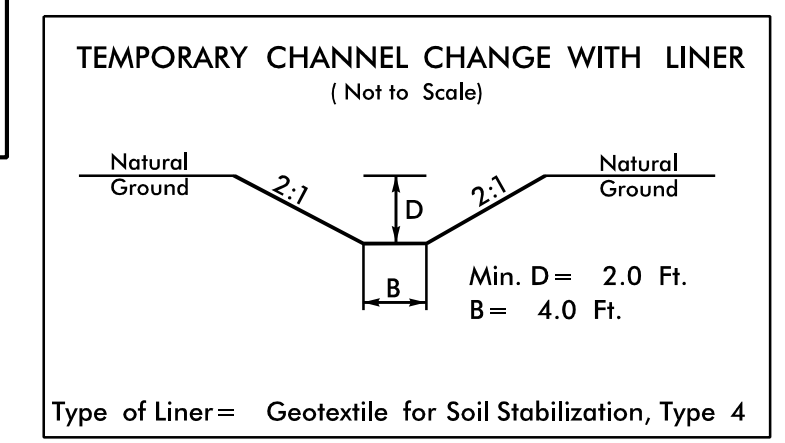 TEMPORARY CHANNEL CHANGE WITH LINER
( Not to Scale)
Natural
Ground
2:1
D
2:1
Natural
Ground
B
Min. D= 2.0 Ft.
B= 4.0 Ft.
Type of Liner= Geotextile for Soil Stabilization, Type 4